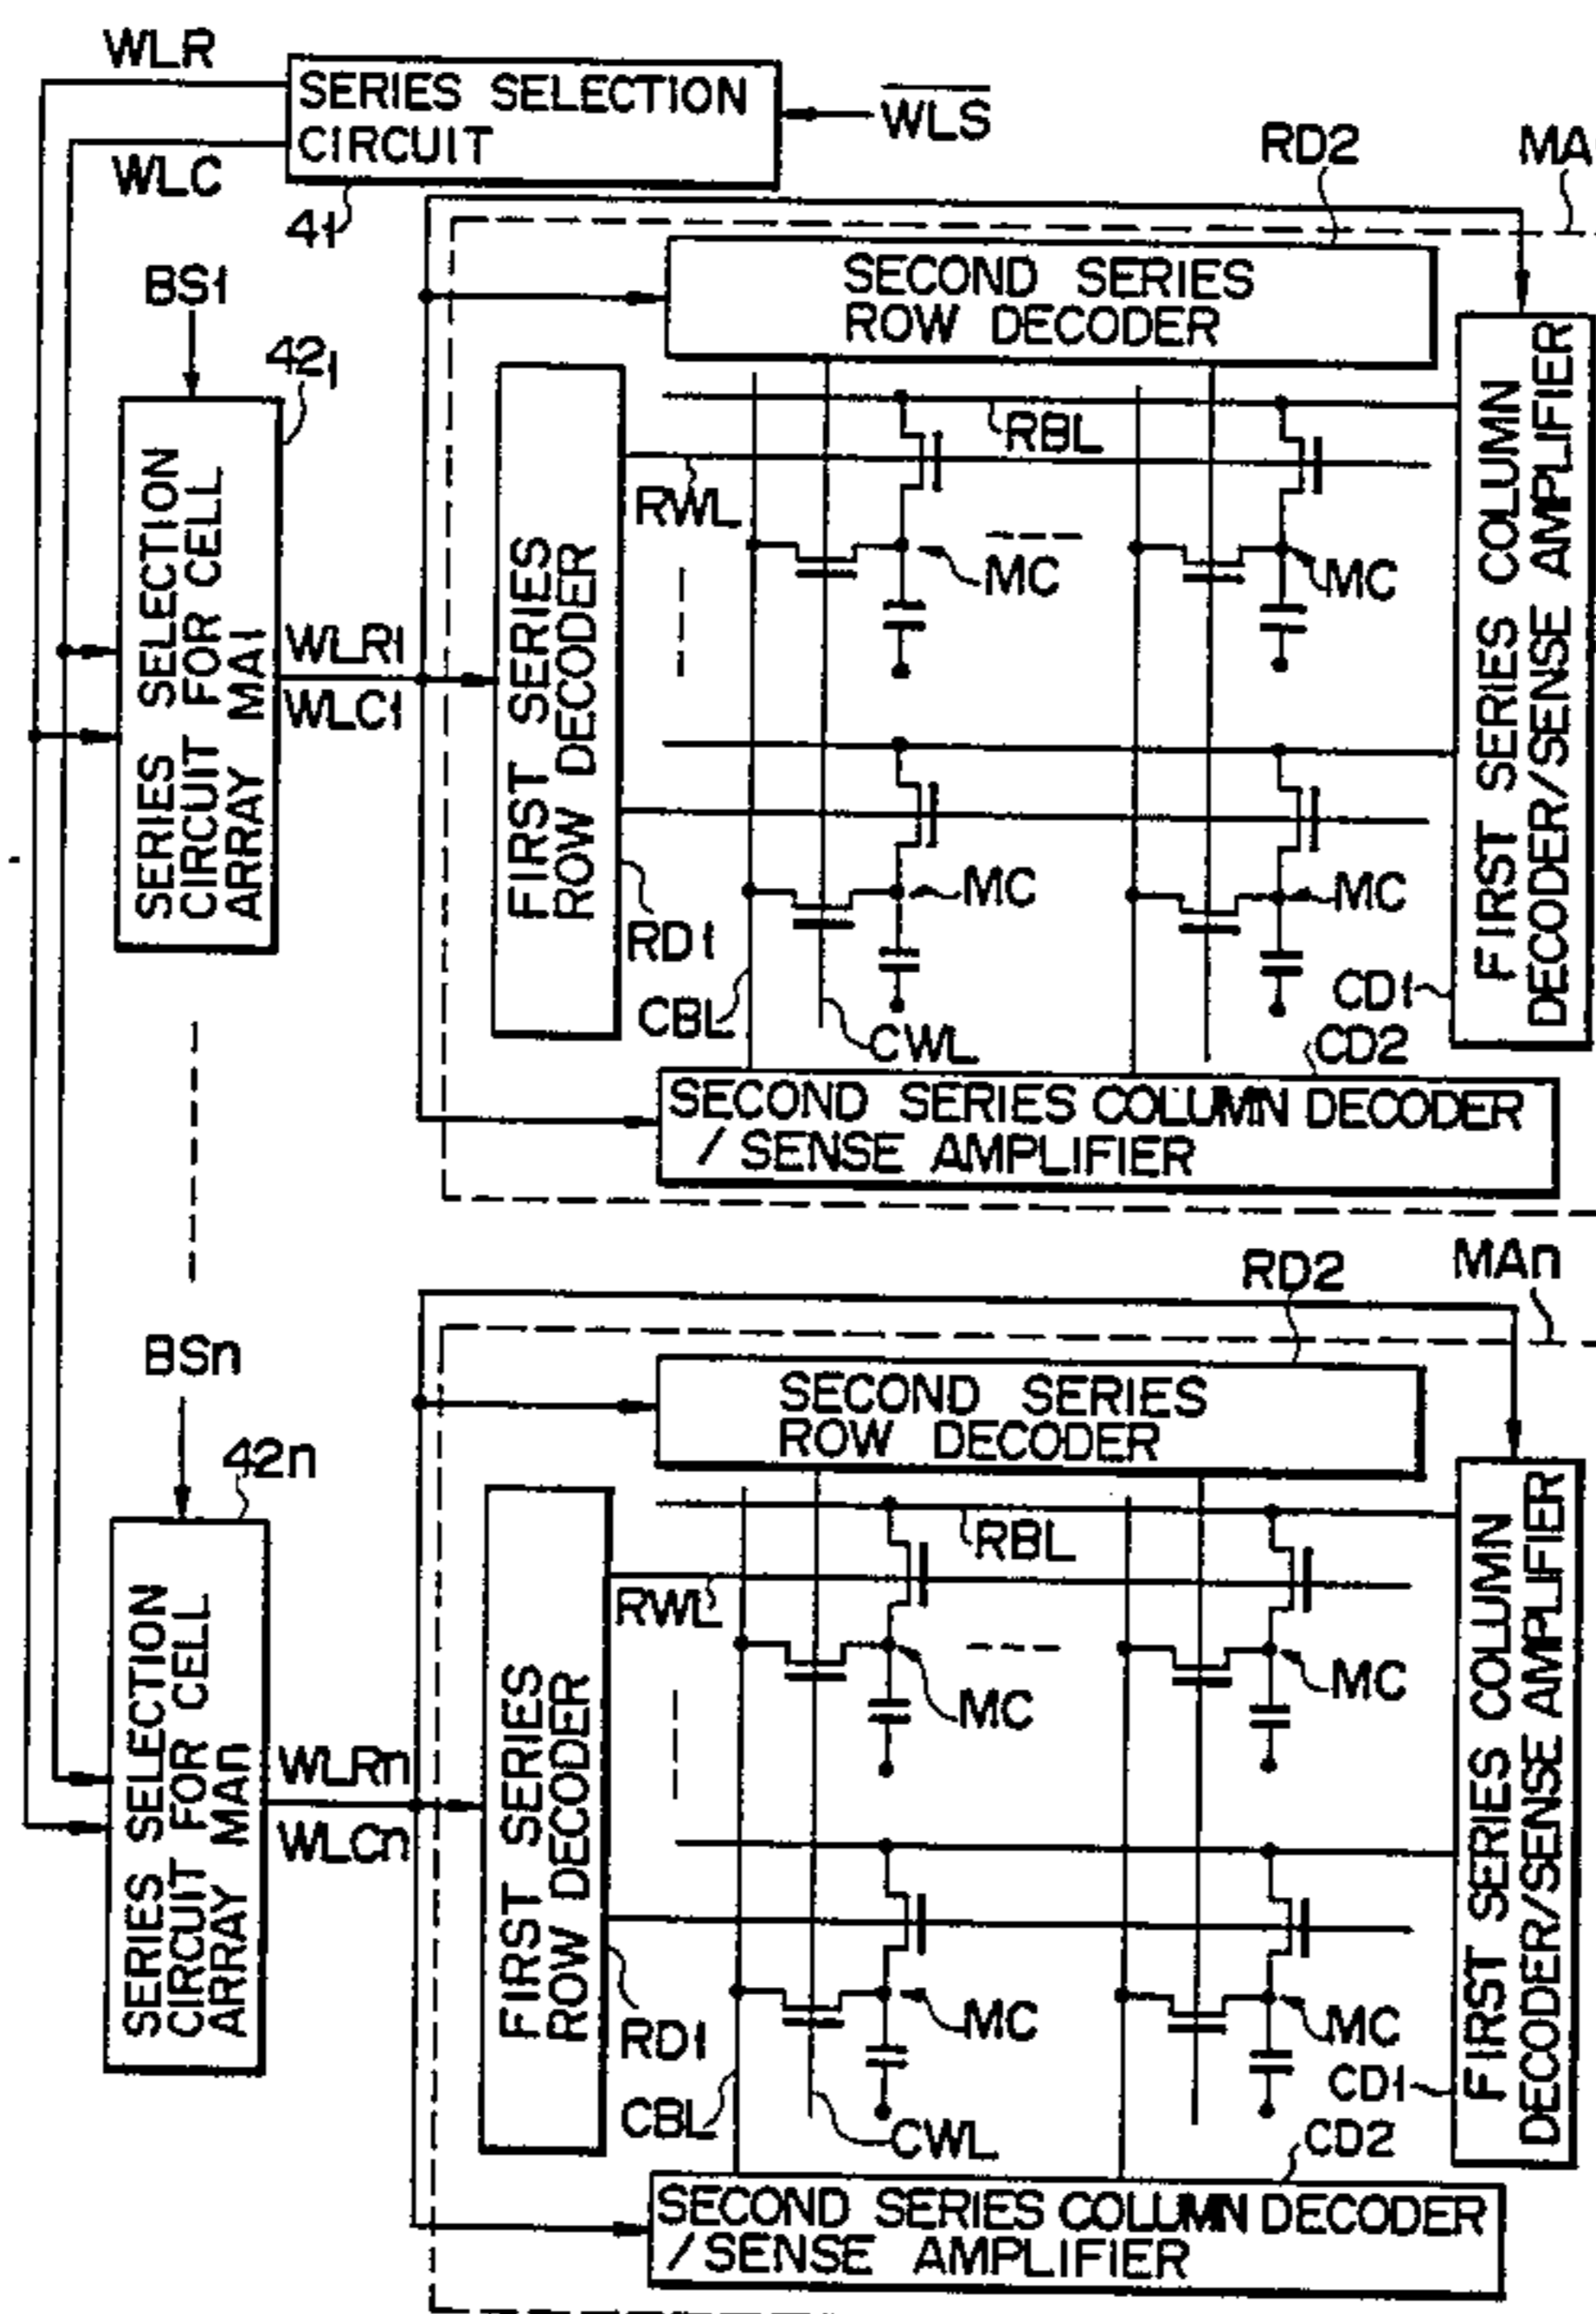 WLR
SERIES SELECTION
CIRCUIT
WLS
WLC
41
RD2
MA
BS1
SECOND SERIES
ROW DECODER
421
RBL
RWL
SERIES SELECTION
CIRCUIT FOR CELL
ARRAY MA1
WLR1
WLC1
FIRST SERIES
ROW DECODER
MC
MC
FIRST SERIES COLUMN
DECODER/SENSE AMPLIFIER
MC
MC
RD1
CBL
CWL
CD1
CD2
SECOND SERIES COLUMN DECODER
/ SENSE AMPLIFIER
RD2
MAn
BSn
SECOND SERIES
ROW DECODER
42n
RBL
RWL
SERIES SELECTION
CIRCUIT FOR CELL
ARRAY MAn
WLRn
WLCn
FIRST SERIES
ROW DECODER
MC
MC
FIRST SERIES COLUMN
DECODER/SENSE AMPLIFIER
MC
MC
RD1
CBL
CWL
CD1
CD2
SECOND SERIES COLUMN DECODER
/SENSE AMPLIFIER